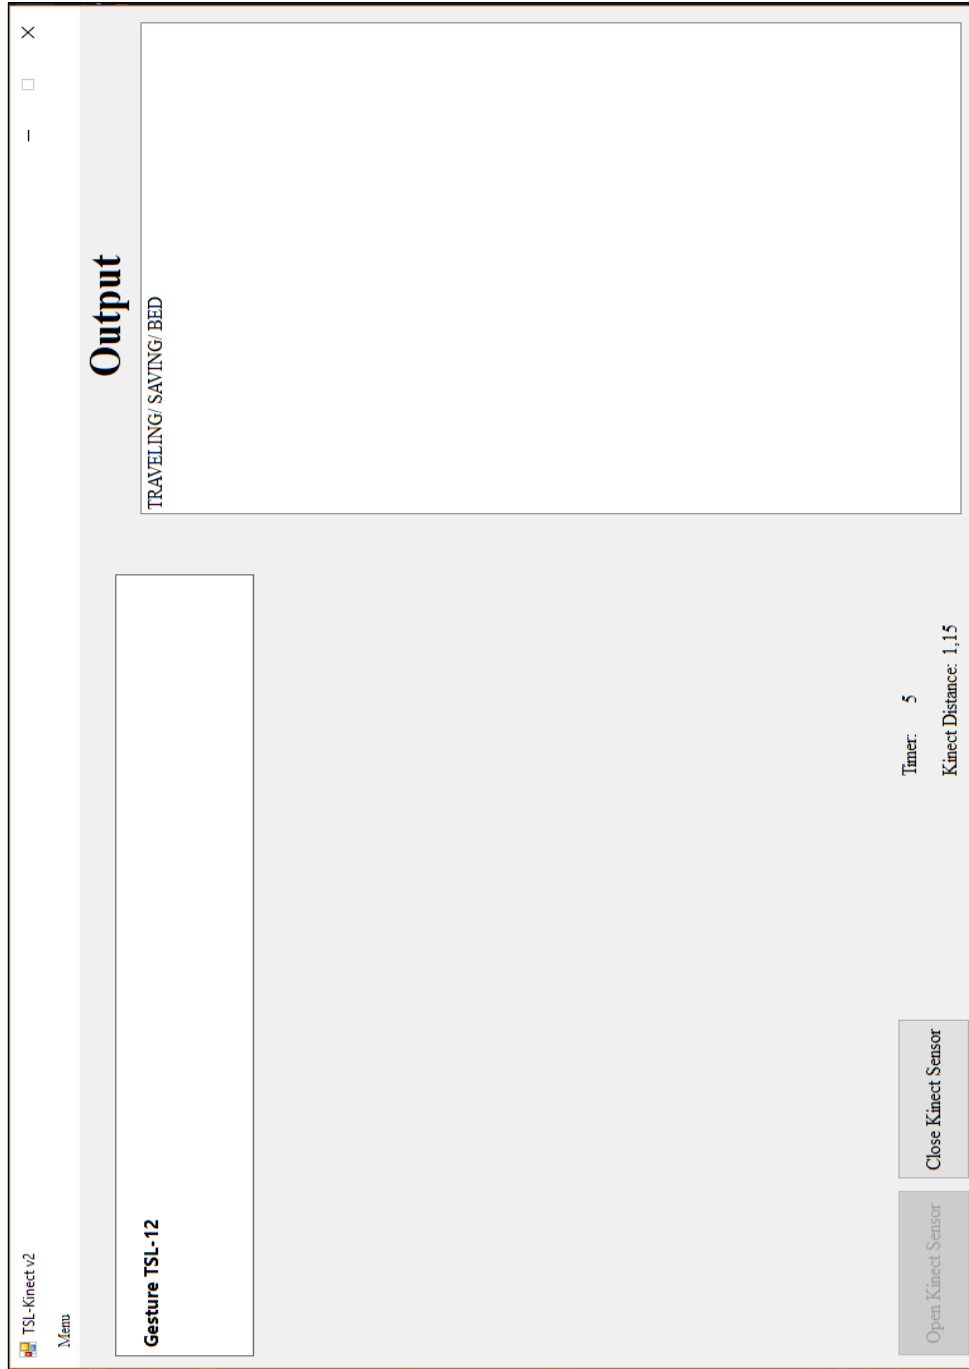 TSL-Kinect v2
Menu
Output
Gesture TSL-12
TRAVELING/ SAVING/ BED
Timer: 5
Kinect Distance: 1,15
Open Kinect Sensor
Close Kinect Sensor